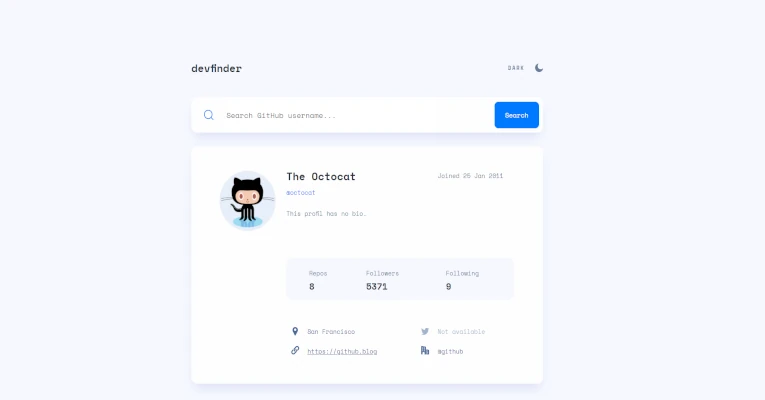 devfinder
DARK
Search GitHub username...
Search
The Octocat
Joined 25 Jan 2011
@octocat
This profil has no bio.
Repos
Followers
Following
8
5371
9
San Francisco
Not available
https://github.blog
@github